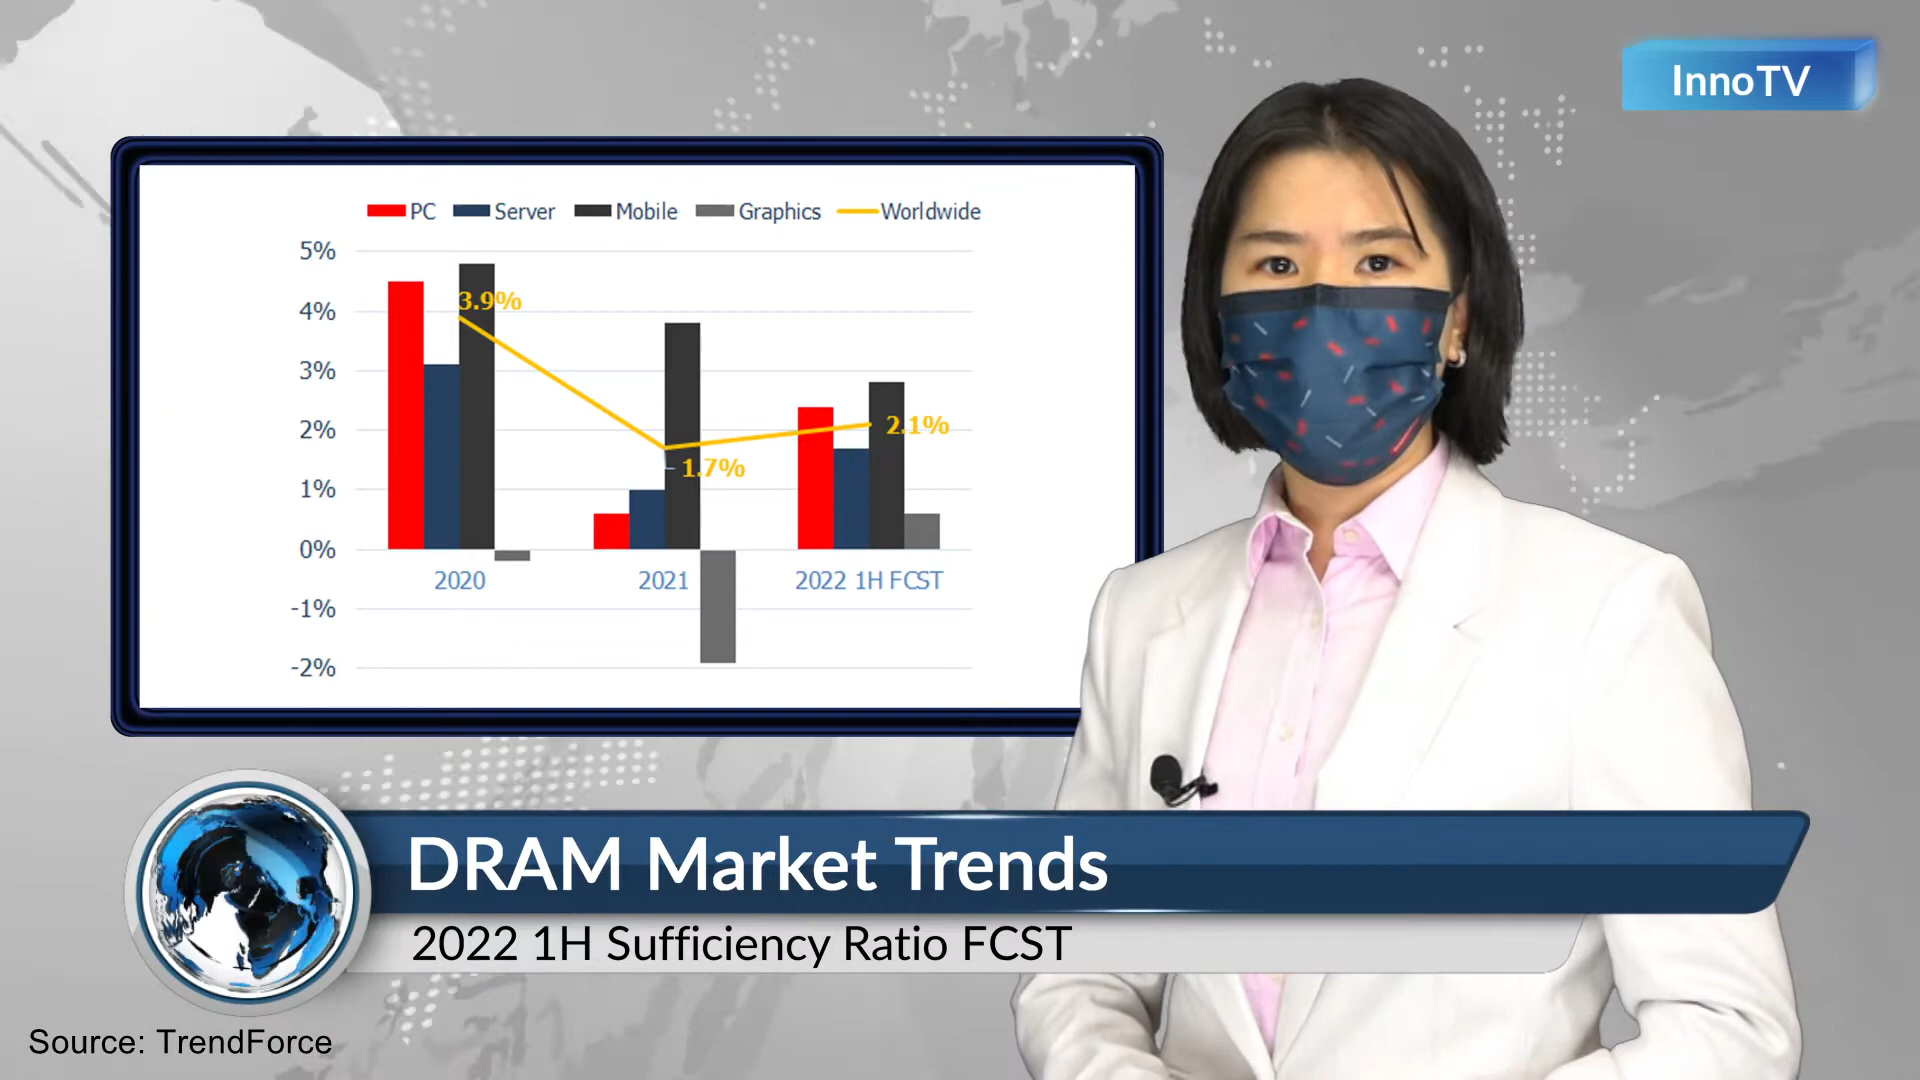 InnoTV
PC Server Mobile Graphics Worldwide
5%
4%
3%
2%
1%
0%
-1%
-2%
3.9%
1.7%
2.1%
2020 2021 2022 1H FCST
DRAM Market Trends
2022 1H Sufficiency Ratio FCST
Source: TrendForce